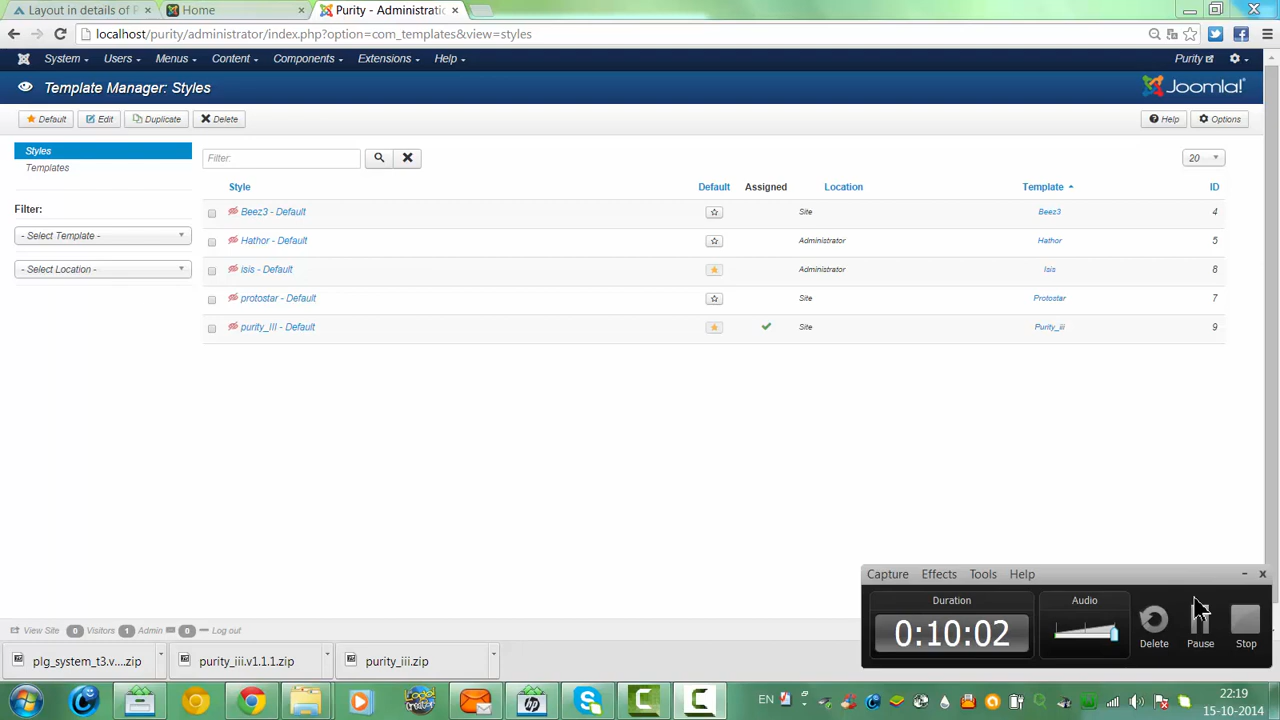 Layout in details of P
Home
Purity - Administratio
localhost/purity/administrator/index.php?option=com_templates&view=styles
System Users Menus Content Components Extensions Help
Purity
Template Manager: Styles
Joomla!
Default Edit Duplicate Delete
Help Options
Styles
Templates
Filter:
- Select Template -
- Select Location -
Filter:
20
Style Default Assigned Location Template ID
Beez3 - Default Site Beez3 4
Hathor - Default Administrator Hathor 5
isis - Default Administrator Isis 8
protostar - Default Site Protostar 7
purity_III - Default Site Purity_iii 9
Capture Effects Tools Help
Duration
Audio
0:10:02
Delete Pause Stop
View Site 0 Visitors 1 Admin 0 Log out
plg_system_t3.v....zip
purity_iii.v1.1.1.zip
purity_iii.zip
EN
22:19
15-10-2014